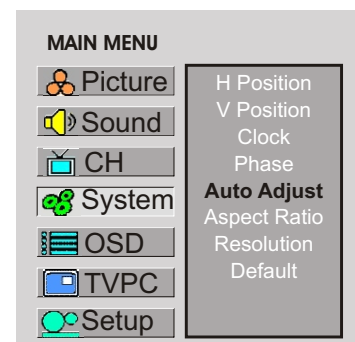 MAIN MENU
Picture
Sound
CH
System
OSD
TVPC
Setup
H Position
V Position
Clock
Phase
Auto Adjust
Aspect Ratio
Resolution
Default